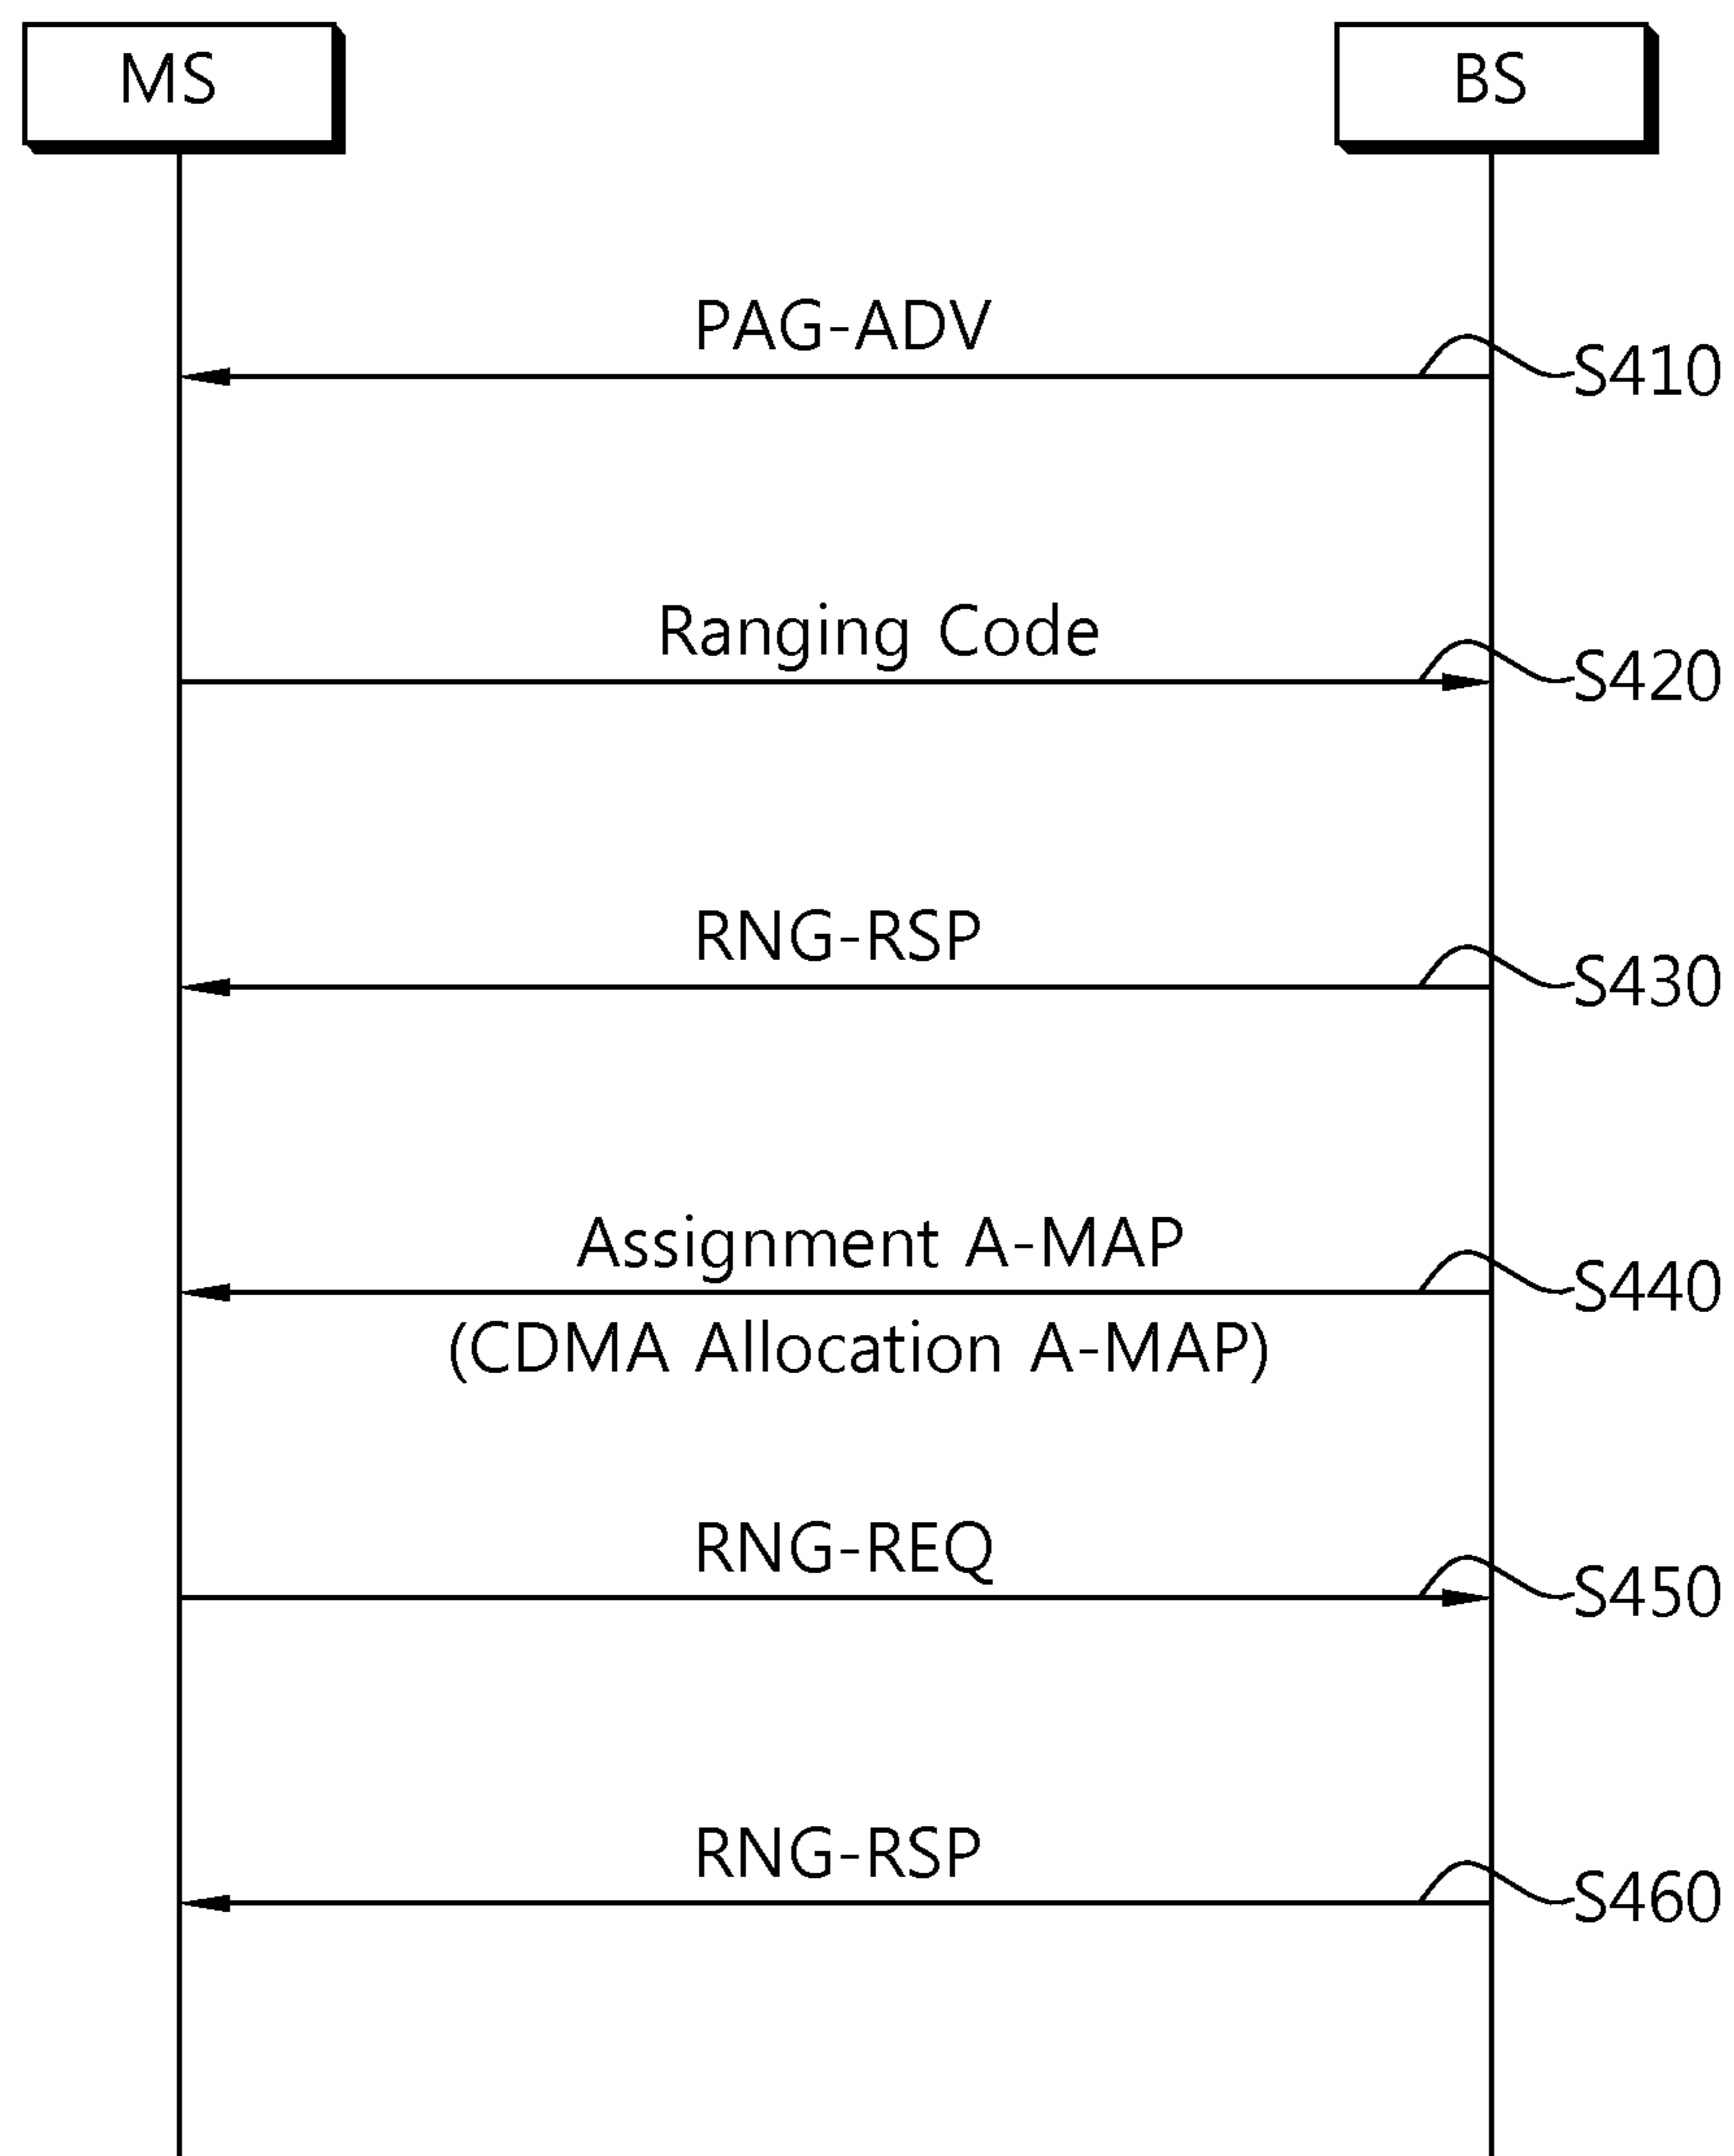 MS
BS
PAG-ADV
S410
Ranging Code
S420
RNG-RSP
S430
Assignment A-MAP
S440
(CDMA Allocation A-MAP)
RNG-REQ
S450
RNG-RSP
S460